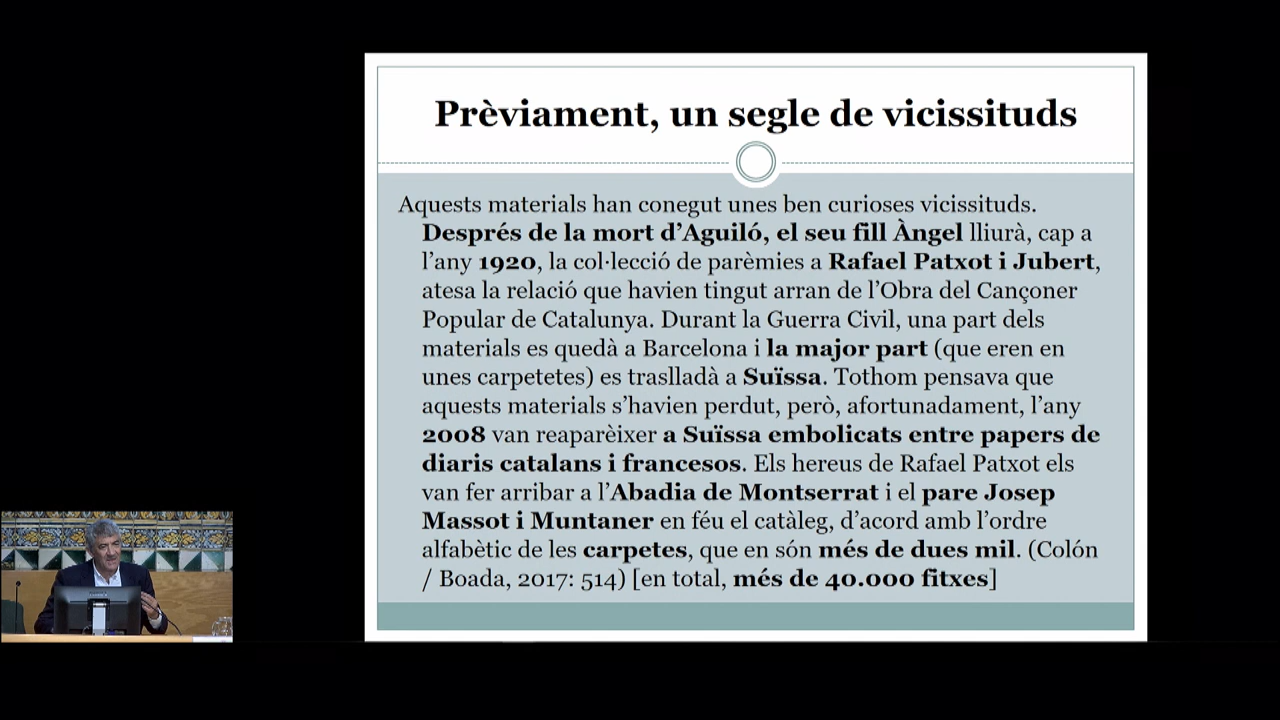 Prèviament, un segle de vicissituds
Aquests materials han conegut unes ben curioses vicissituds.
Després de la mort d’Aguiló, el seu fill Àngel lliurà, cap a
l’any 1920, la col·lecció de parèmies a Rafael Patxot i Jubert,
atesa la relació que havien tingut arran de l’Obra del Cançoner
Popular de Catalunya. Durant la Guerra Civil, una part dels
materials es quedà a Barcelona i la major part (que eren en
unes carpetetes) es traslladà a Suïssa. Tothom pensava que
aquests materials s’havien perdut, però, afortunadament, l’any
2008 van reaparèixer a Suïssa embolicats entre papers de
diaris catalans i francesos. Els hereus de Rafael Patxot els
van fer arribar a l’Abadia de Montserrat i el pare Josep
Massot i Muntaner en féu el catàleg, d’acord amb l’ordre
alfabètic de les carpetes, que en són més de dues mil. (Colón
/ Boada, 2017: 514) [en total, més de 40.000 fitxes]